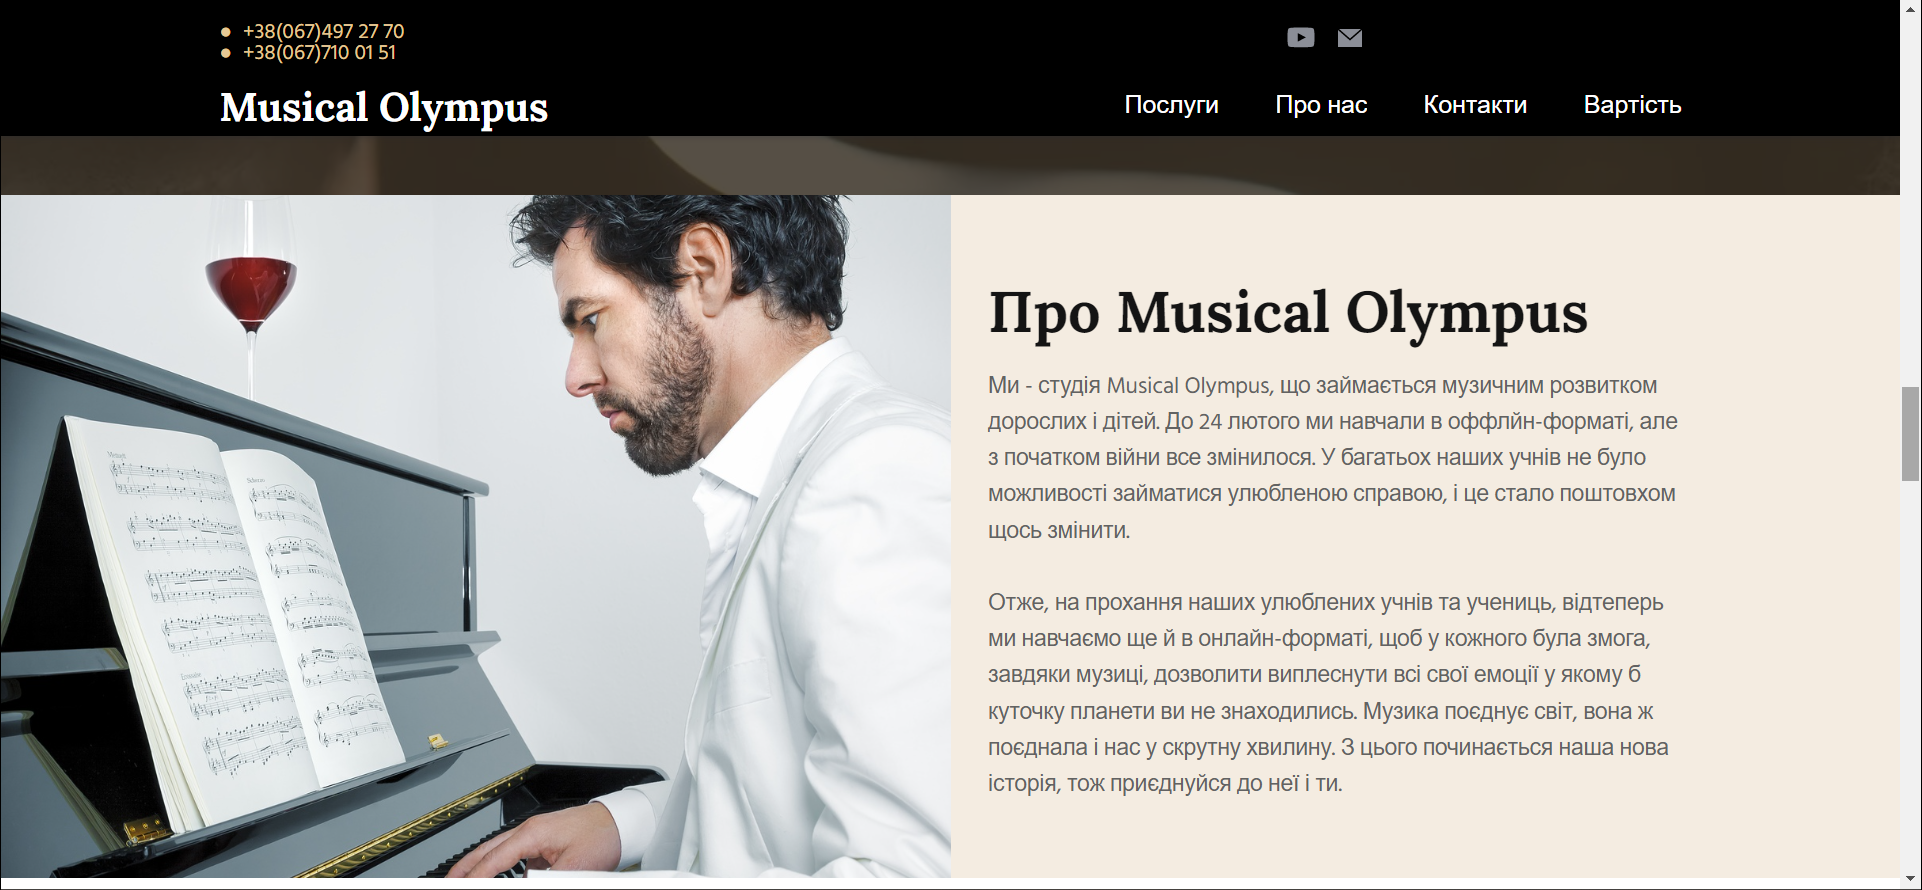 +38(067)497 27 70
+38(067)710 01 51
Musical Olympus
Послуги Про нас Контакти Вартість
Про Musical Olympus
Ми - студія Musical Olympus, що займається музичним розвитком
дорослих і дітей. До 24 лютого ми навчали в оффлйн-форматі, але
з початком війни все змінилося. У багатьох наших учнів не було
можливості займатися улюбленою справою, і це стало поштовхом
щось змінити.
Отже, на прохання наших улюблених учнів та учениць, відтеперь
ми навчаємо ще й в онлайн-форматі, щоб у кожного була змога,
завдяки музиці, дозволити виплеснути всі свої емоції у якому б
куточку планети ви не знаходились. Музика поєднує світ, вона ж
поєднала і нас у скрутну хвилину. З цього починається наша нова
історія, тож приєднуйся до неї і ти.